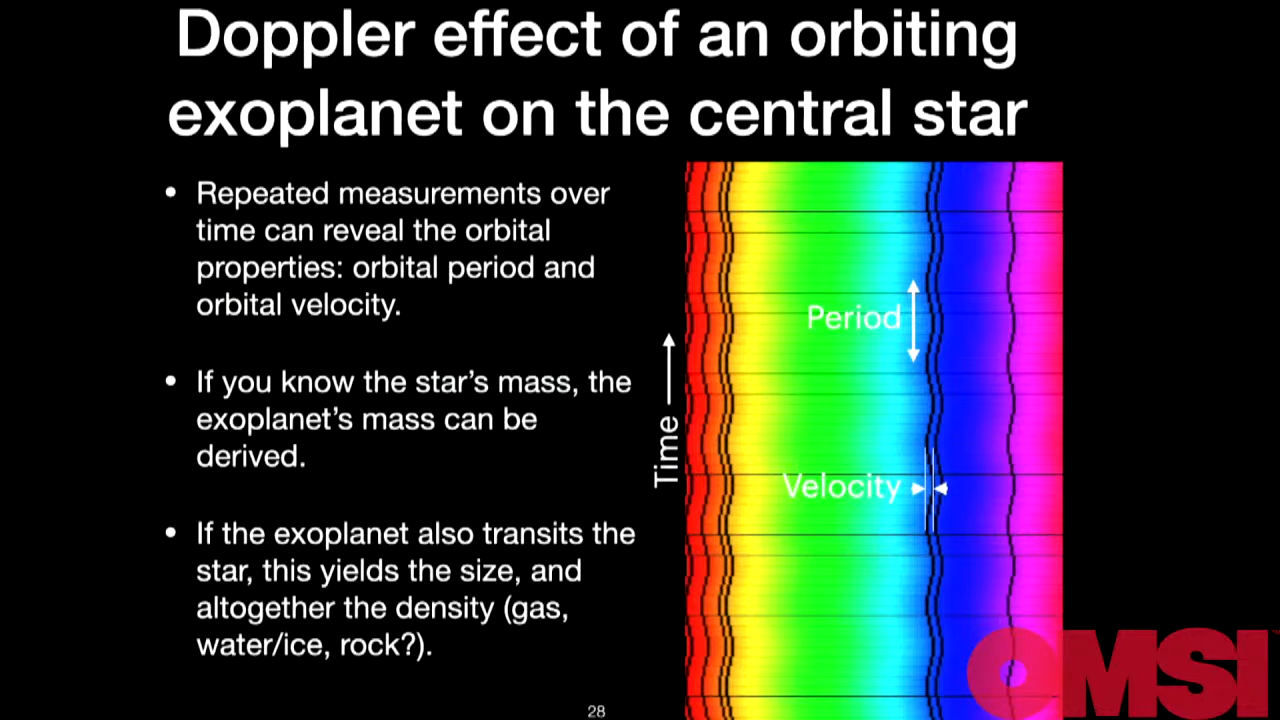 Doppler effect of an orbiting
exoplanet on the central star
• Repeated measurements over
time can reveal the orbital
properties: orbital period and
orbital velocity.
• If you know the star’s mass, the
exoplanet’s mass can be
derived.
• If the exoplanet also transits the
star, this yields the size, and
altogether the density (gas,
water/ice, rock?).
Time
Period
Velocity
28
OMSI